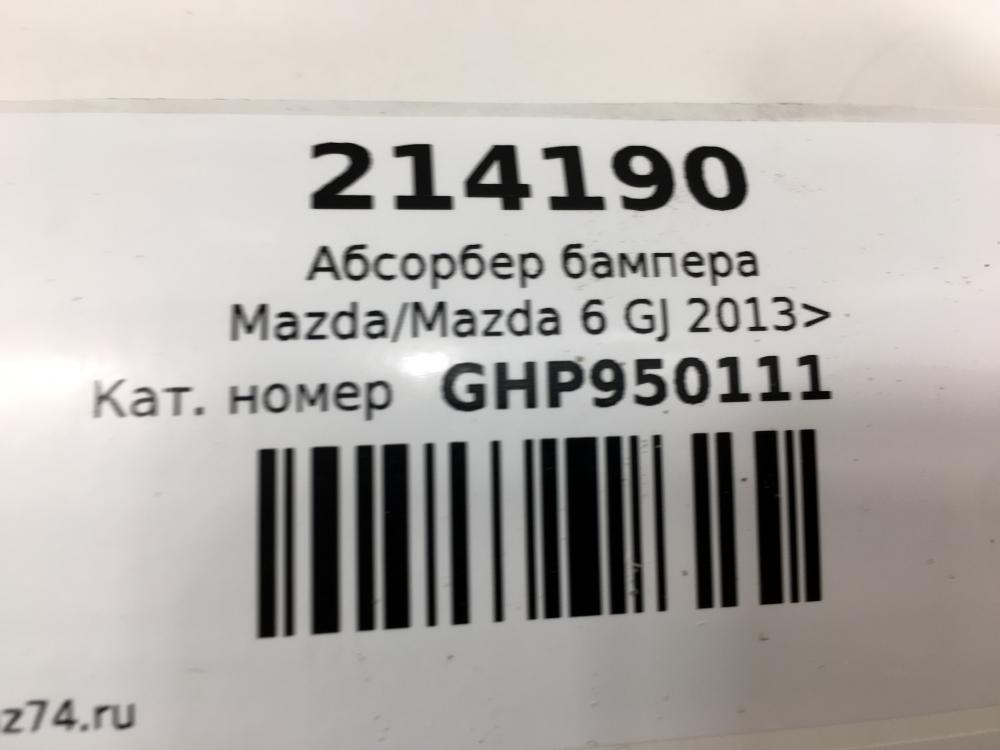 214190
Абсорбер бампера
Mazda/Mazda 6 GJ 2013>
Кат. номер GHP950111
z74.ru